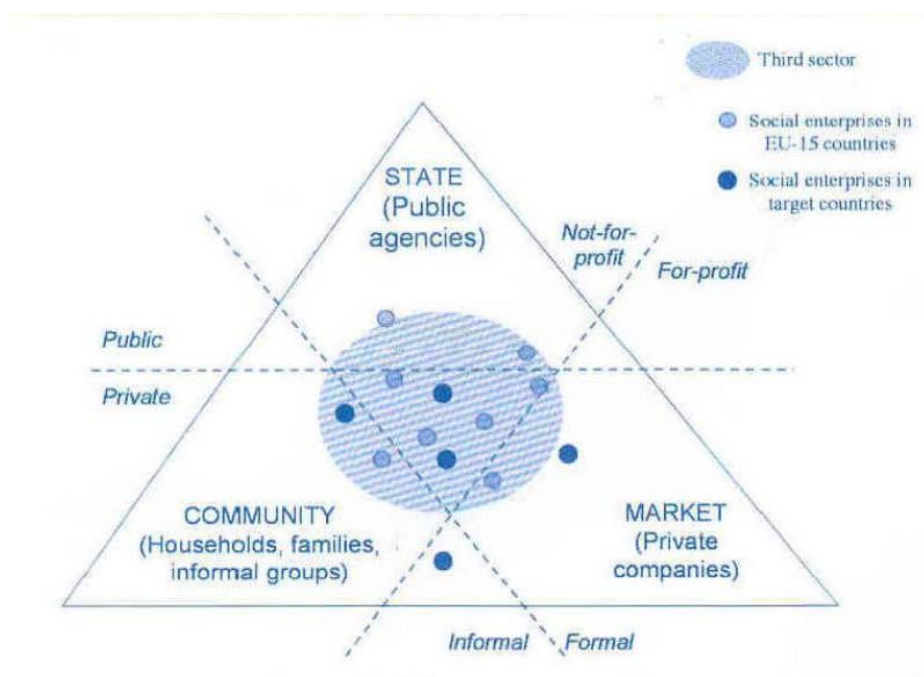 Third sector
Social enterprises in
EU-15 countries
Social enterprises in
target countries
STATE
(Public
agencies)
Not-for-
profit
For-profit
Public
Private
COMMUNITY
(Households, families,
informal groups)
MARKET
(Private
companies)
Informal
Formal